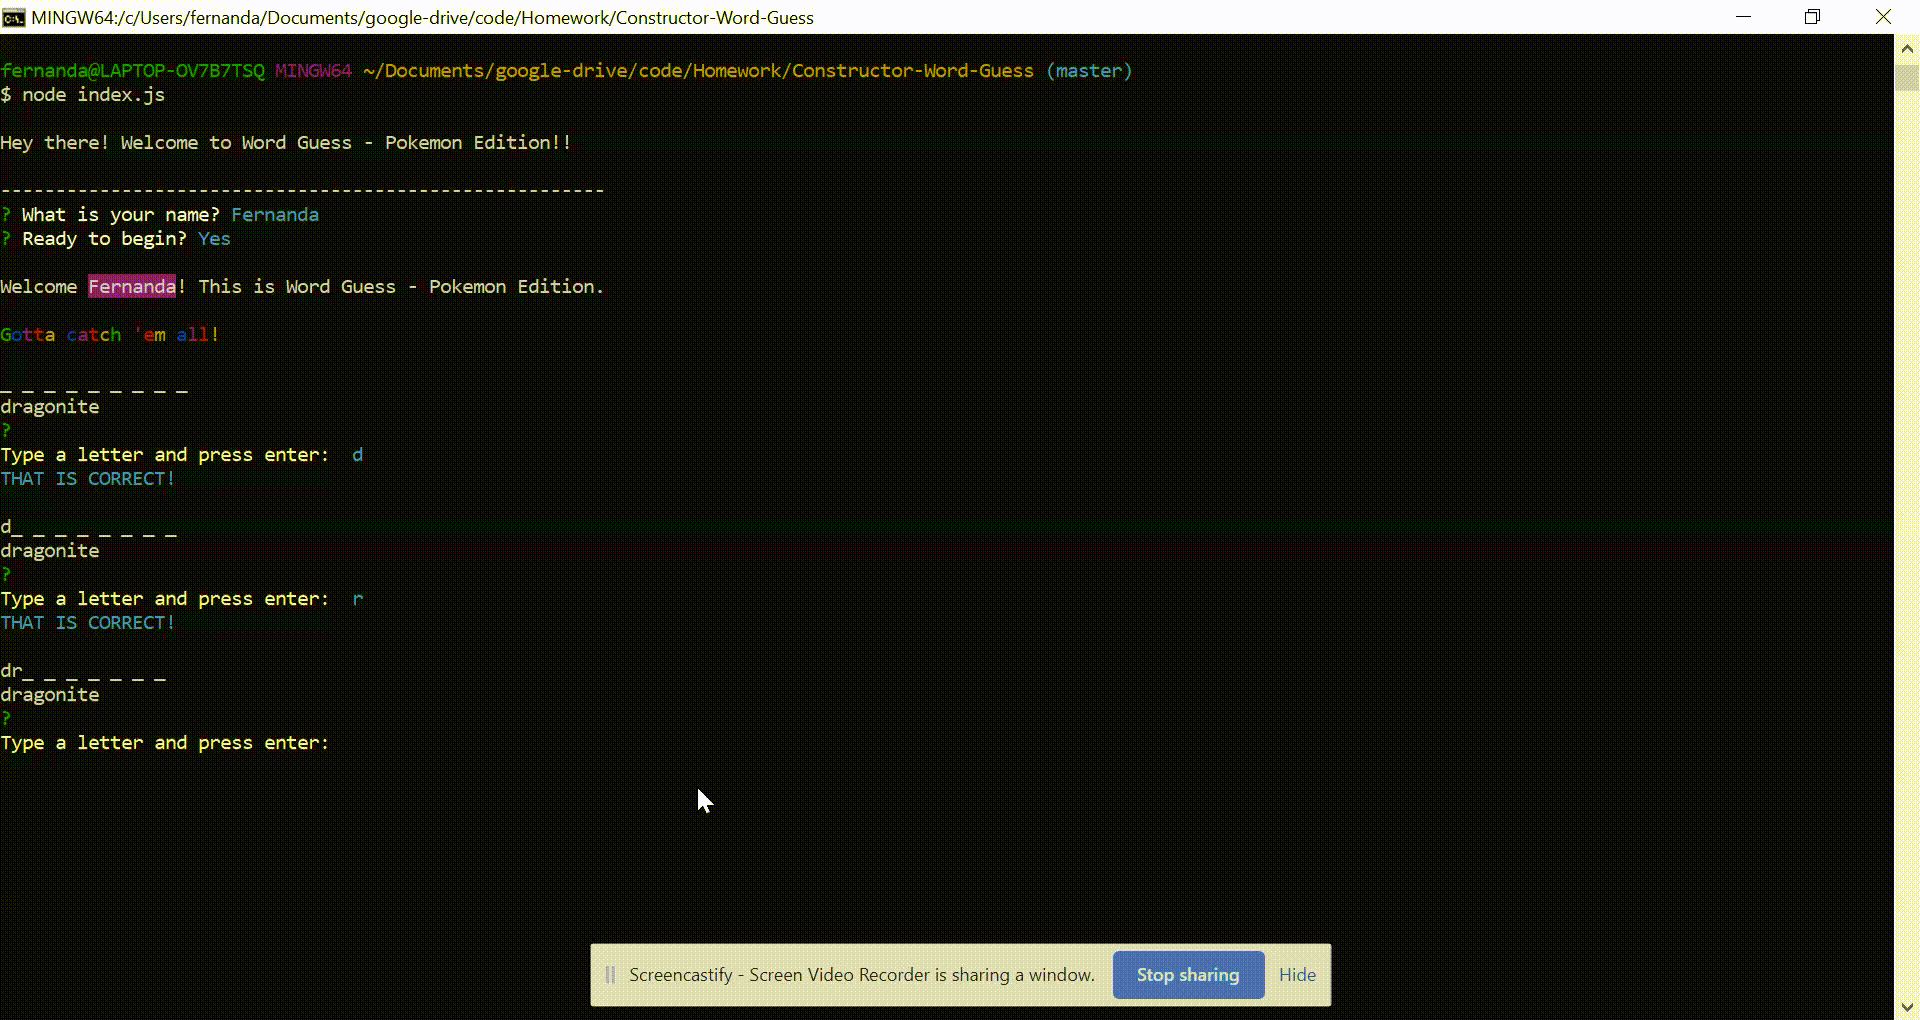 MINGW64:/c/Users/fernanda/Documents/google-drive/code/Homework/Constructor-Word-Guess
fernanda@LAPTOP-OV7B7TSQ MINGW64 ~/Documents/google-drive/code/Homework/Constructor-Word-Guess (master)
$ node index.js
Hey there! Welcome to Word Guess - Pokemon Edition!!
-------------------------------------------------------
? What is your name? Fernanda
? Ready to begin? Yes
Welcome Fernanda! This is Word Guess - Pokemon Edition.
Gotta catch 'em all!
_ _ _ _ _ _ _ _ _
dragonite
?
Type a letter and press enter:  d
THAT IS CORRECT!
d_ _ _ _ _ _ _ _
dragonite
?
Type a letter and press enter:  r
THAT IS CORRECT!
dr_ _ _ _ _ _ _
dragonite
?
Type a letter and press enter:
Screencastify - Screen Video Recorder is sharing a window. Stop sharing Hide